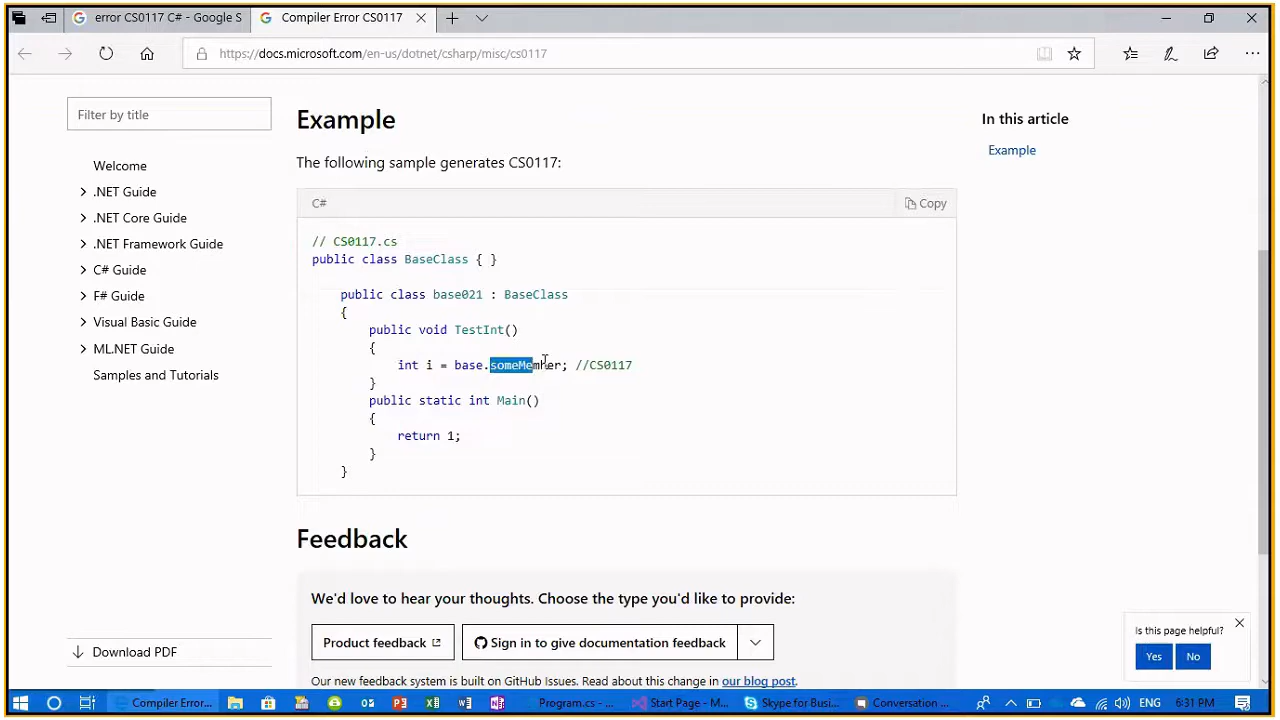 error CS0117 C# - Google S
Compiler Error CS0117
https://docs.microsoft.com/en-us/dotnet/csharp/misc/cs0117
Filter by title
Welcome
.NET Guide
.NET Core Guide
.NET Framework Guide
C# Guide
F# Guide
Visual Basic Guide
ML.NET Guide
Samples and Tutorials
Download PDF
Example
The following sample generates CS0117:
C#
Copy
// CS0117.cs
public class BaseClass { }
public class base021 : BaseClass
{
public void TestInt()
{
int i = base.someMember; //CS0117
}
public static int Main()
{
return 1;
}
}
Feedback
We'd love to hear your thoughts. Choose the type you'd like to provide:
Product feedback
Sign in to give documentation feedback
Our new feedback system is built on GitHub Issues. Read about this change in our blog post.
In this article
Example
Is this page helpful?
Yes
No
Compiler Error...
Program.cs - ...
Start Page - M...
Skype for Busi...
Conversation ...
ENG
6:31 PM